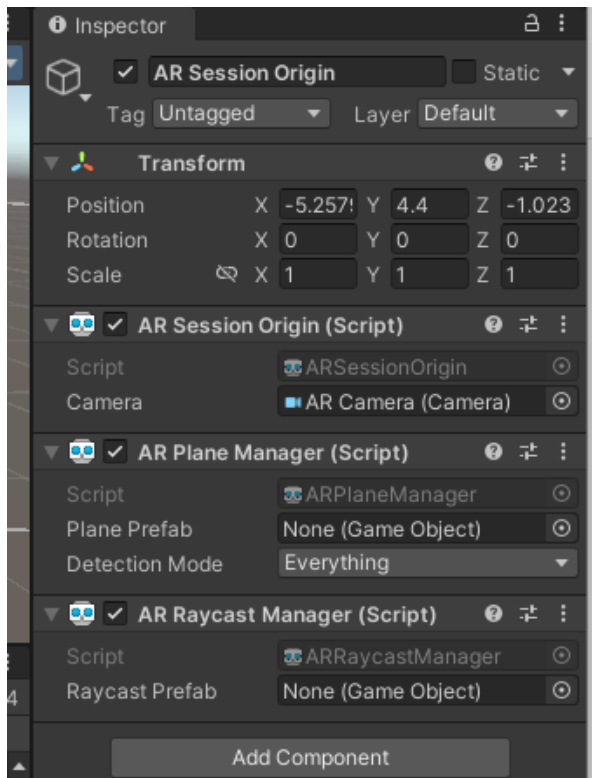 Inspector
AR Session Origin Static
Tag Untagged Layer Default
Transform
Position X -5.257 Y 4.4 Z -1.023
Rotation X 0 Y 0 Z 0
Scale X 1 Y 1 Z 1
AR Session Origin (Script)
Script ARSessionOrigin
Camera AR Camera (Camera)
AR Plane Manager (Script)
Script ARPlaneManager
Plane Prefab None (Game Object)
Detection Mode Everything
AR Raycast Manager (Script)
Script ARRaycastManager
Raycast Prefab None (Game Object)
4
Add Component